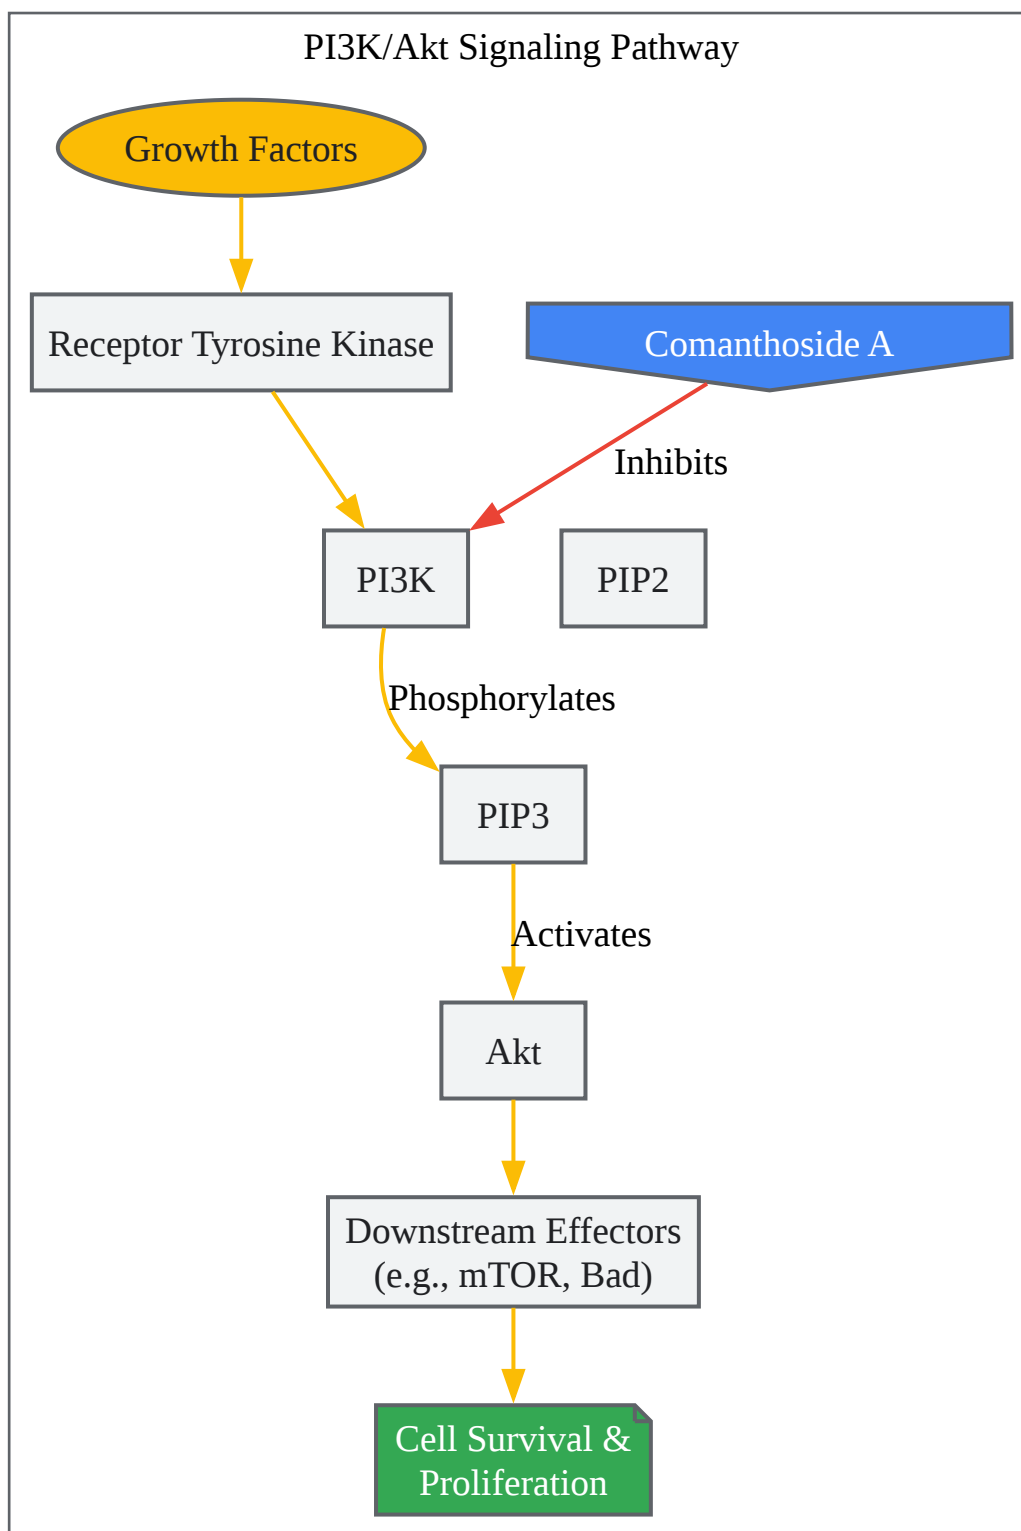 PI3K/Akt Signaling Pathway
Growth Factors
Receptor Tyrosine Kinase
Comanthoside A
Inhibits
PI3K
PIP2
Phosphorylates
PIP3
Activates
Akt
Downstream Effectors
(e.g., mTOR, Bad)
Cell Survival &
Proliferation